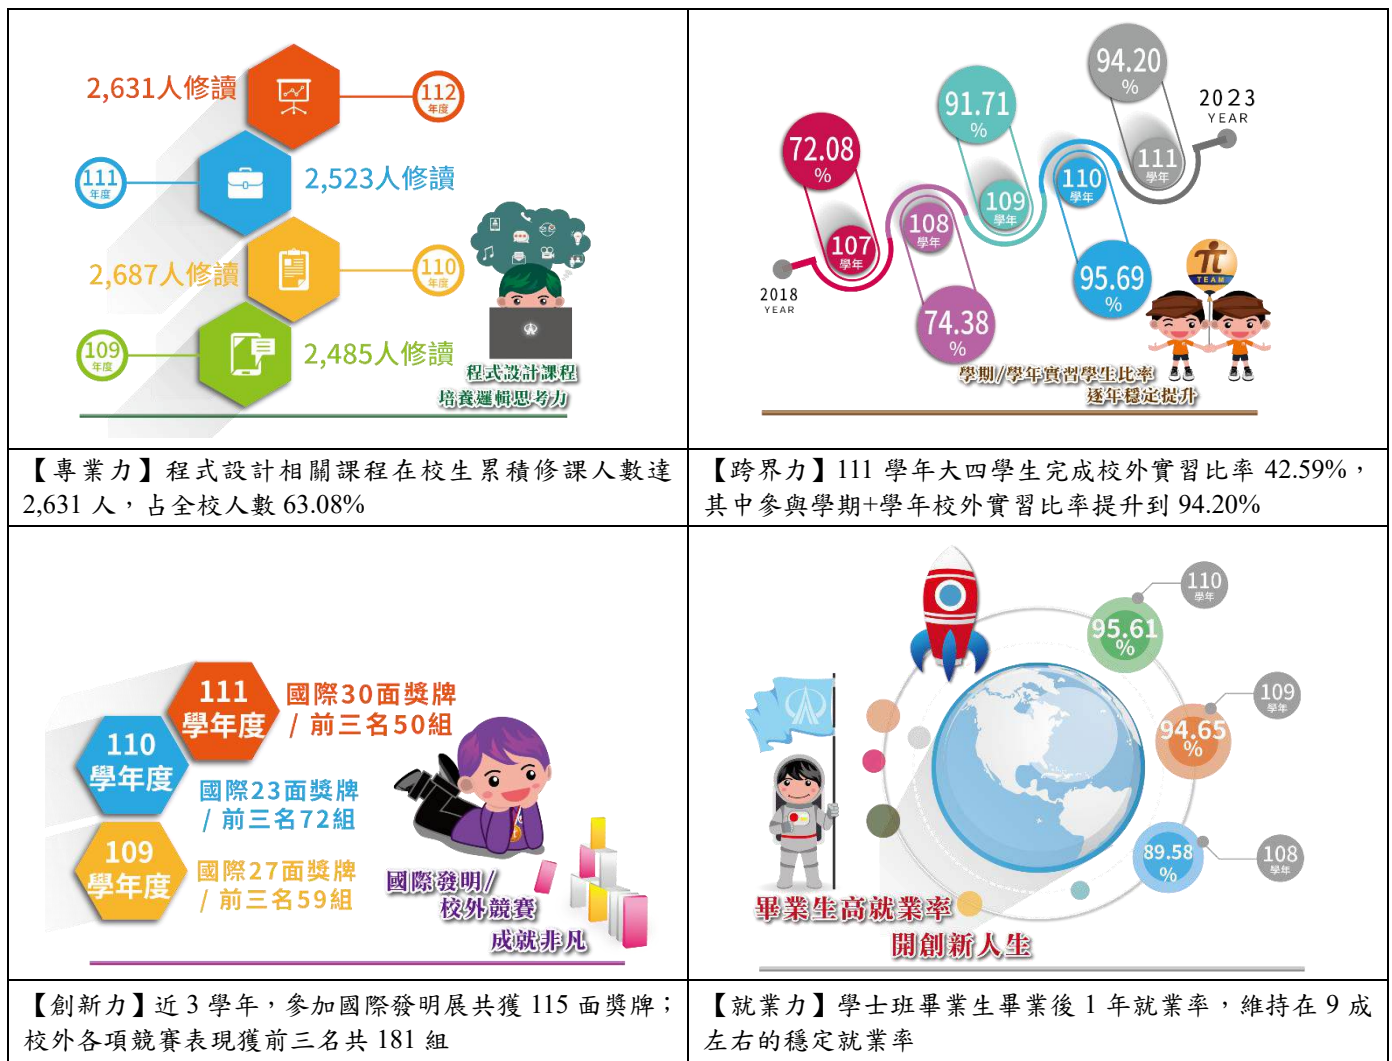 2,631人修讀
112
年度
111
年度
2,523人修讀
2,687人修讀
110
年度
109
年度
2,485人修讀
程式設計課程
培養邏輯思考力
94.20
%
2023
YEAR
91.71
%
72.08
%
111
學年
110
學年
109
學年
108
學年
107
學年
2018
YEAR
95.69
%
74.38
%
TEAM
學期/學年實習學生比率
逐年穩定提升
【專業力】程式設計相關課程在校生累積修課人數達
2,631 人，占全校人數 63.08%
【跨界力】111 學年大四學生完成校外實習比率 42.59%，
其中參與學期+學年校外實習比率提升到 94.20%
111
學年度
國際30面獎牌
/ 前三名50組
110
學年度
國際23面獎牌
/ 前三名72組
109
學年度
國際27面獎牌
/ 前三名59組
國際發明/
校外競賽
成就非凡
110
學年
95.61
%
109
學年
94.65
%
108
學年
89.58
%
畢業生高就業率
開創新人生
【創新力】近 3 學年，參加國際發明展共獲 115 面獎牌；
校外各項競賽表現獲前三名共 181 組
【就業力】學士班畢業生畢業後 1 年就業率，維持在 9 成
左右的穩定就業率